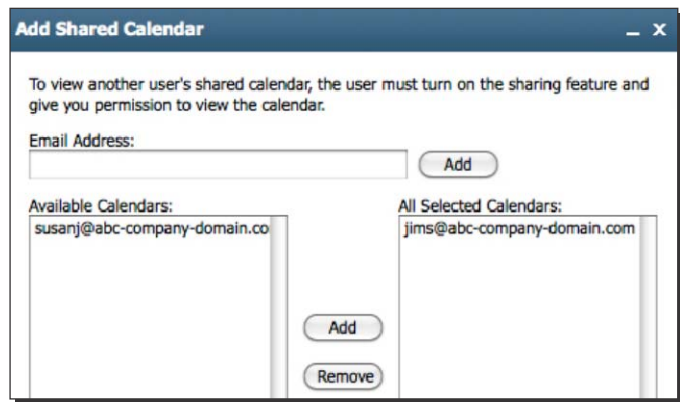 Add Shared Calendar
To view another user's shared calendar, the user must turn on the sharing feature and
give you permission to view the calendar.
Email Address:
Add
Available Calendars:
All Selected Calendars:
susanj@abc-company-domain.co
jims@abc-company-domain.com
Add
Remove